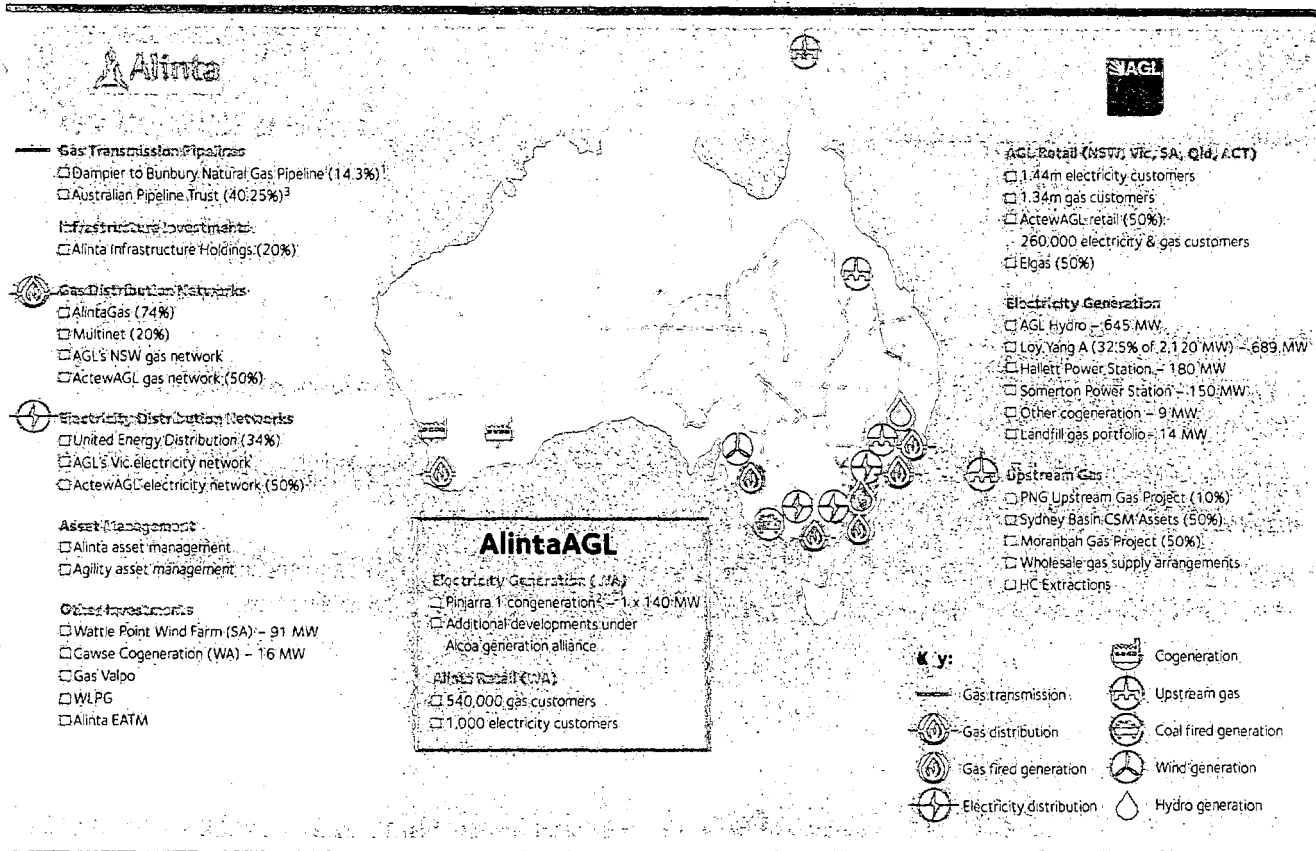 Alinta
Gas Transmission Pipelines
Dampier to Bunbury Natural Gas Pipeline (14.3%)1
Australian Pipeline Trust (40.25%)3
Infrastructure Investments
Alinta Infrastructure Holdings (20%)
Gas Distribution Networks
AlintaGas (74%)
Multinet (20%)
AGL's NSW gas network
ActewAGL gas network (50%)
Electricity Distribution Networks
United Energy Distribution (34%)
AGL's Vic electricity network
ActewAGL electricity network (50%)
Asset Management
Alinta asset management
Agility asset management
Other Investments
Wattle Point Wind Farm (SA) – 91 MW
Cawse Cogeneration (WA) – 16 MW
Gas Valpo
WLPG
Alinta EATM
AlintaAGL
Electricity Generation (WA)
Pinjarra 1 congeneration2 – 1 x 140 MW
Additional developments under
Alcoa generation alliance
Alinta Retail (WA)
540,000 gas customers
1,000 electricity customers
AGL
AGL Retail (NSW, Vic, SA, Qld, ACT)
1.44m electricity customers
1.34m gas customers
ActewAGL retail (50%)
260,000 electricity & gas customers
Elgas (50%)
Electricity Generation
AGL Hydro – 645 MW
Loy Yang A (32.5% of 2,120 MW) – 689 MW
Hallett Power Station – 180 MW
Somerton Power Station – 150 MW
Other cogeneration – 9 MW
Landfill gas portfolio – 14 MW
Upstream Gas
PNG Upstream Gas Project (10%)
Sydney Basin CSM Assets (50%)
Moranbah Gas Project (50%)
Wholesale gas supply arrangements
HC Extractions
K y:
Gas transmission
Gas distribution
Gas fired generation
Electricity distribution
Cogeneration
Upstream gas
Coal fired generation
Wind generation
Hydro generation